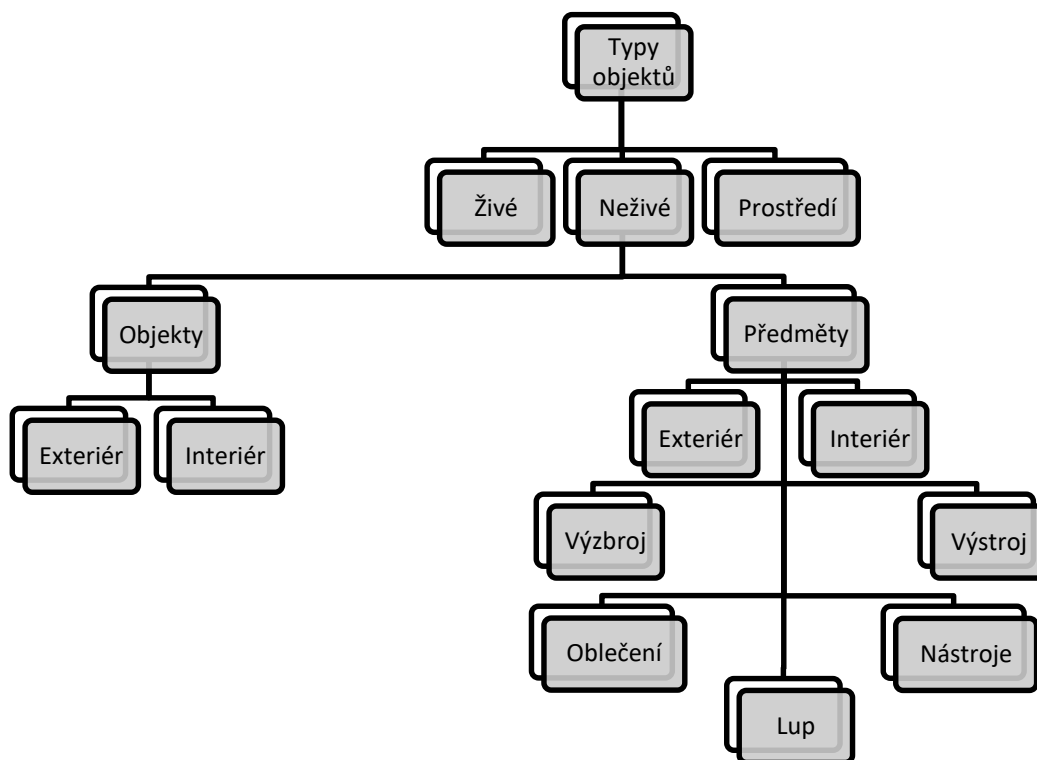 Typy
objektů
Živé
Neživé
Prostředí
Objekty
Předměty
Exteriér
Interiér
Exteriér
Interiér
Výzbroj
Výstroj
Oblečení
Nástroje
Lup